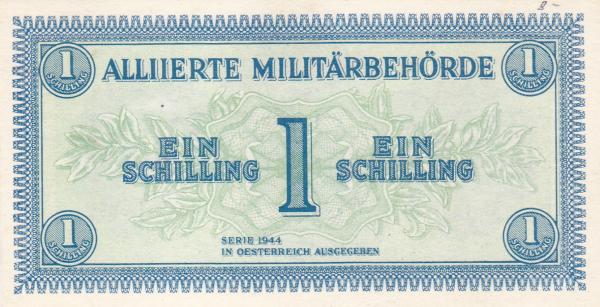 1 SCHILLING
1 SCHILLING
ALLIIERTE MILITÄRBEHÖRDE
EIN SCHILLING
1
EIN SCHILLING
SERIE 1944
IN OESTERREICH AUSGEGEBEN
1 SCHILLING
1 SCHILLING